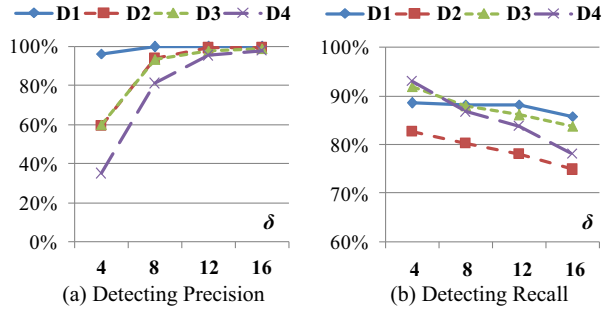 D1 D2 D3 D4
100%
80%
60%
40%
20%
0%
δ
4 8 12 16
(a) Detecting Precision
D1 D2 D3 D4
100%
90%
80%
70%
60%
δ
4 8 12 16
(b) Detecting Recall